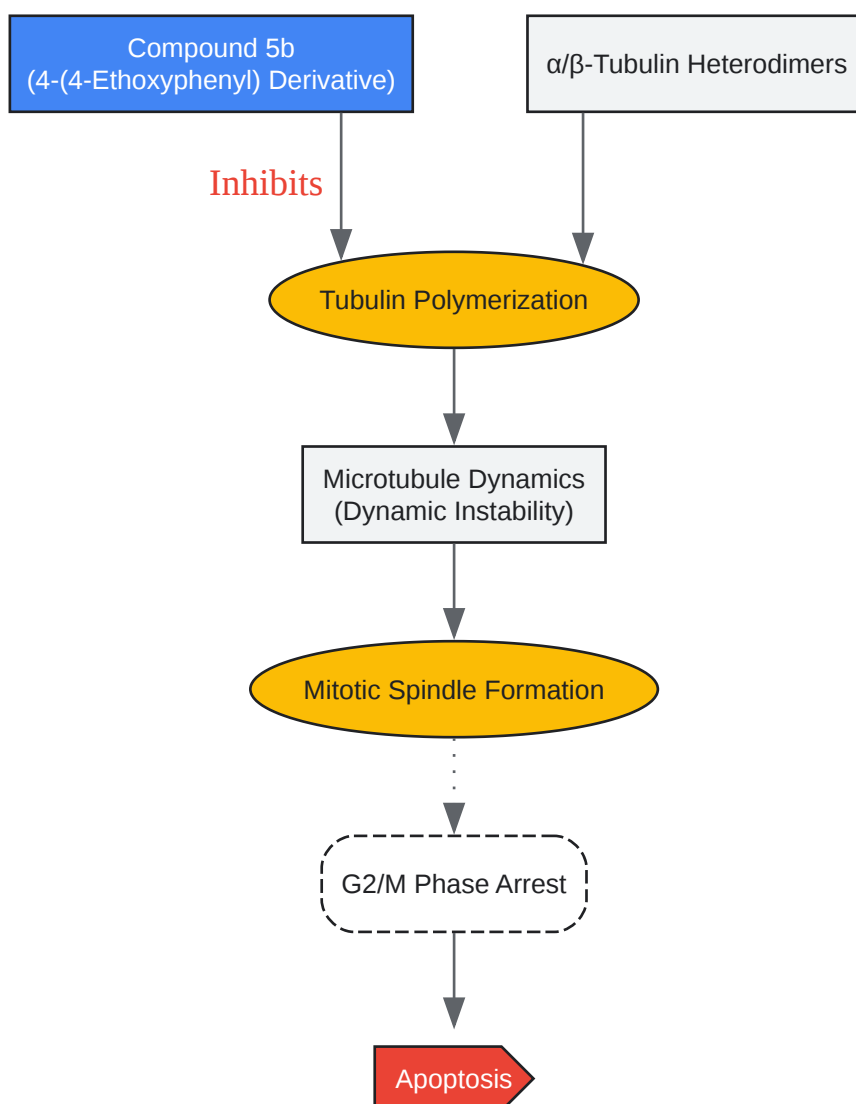 Compound 5b
(4-(4-Ethoxyphenyl) Derivative)
α/β-Tubulin Heterodimers
Inhibits
Tubulin Polymerization
Microtubule Dynamics
(Dynamic Instability)
Mitotic Spindle Formation
G2/M Phase Arrest
Apoptosis